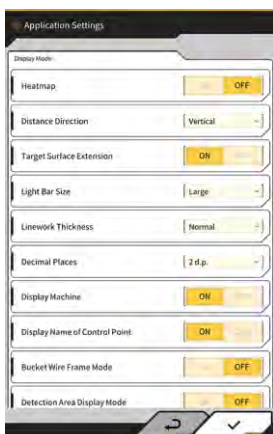 Application Settings
Display Mode
Heatmap OFF
Distance Direction Vertical
Target Surface Extension ON
Light Bar Size Large
Linework Thickness Normal
Decimal Places 2 d.p.
Display Machine ON
Display Name of Control Point ON
Bucket Wire Frame Mode OFF
Detection Area Display Mode OFF